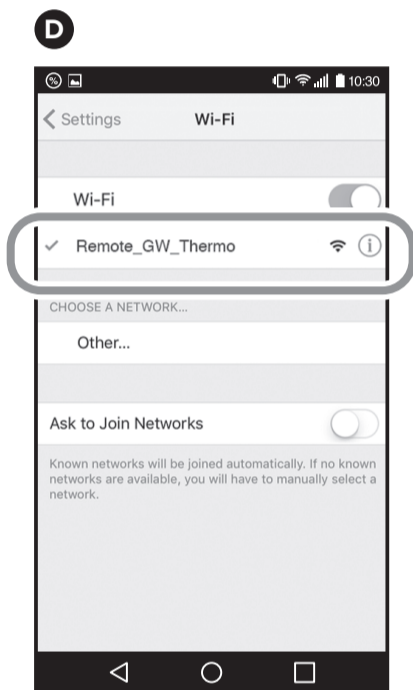 D
10:30
Settings Wi-Fi
Wi-Fi
Remote_GW_Thermo
CHOOSE A NETWORK...
Other...
Ask to Join Networks
Known networks will be joined automatically. If no known
networks are available, you will have to manually select a
network.